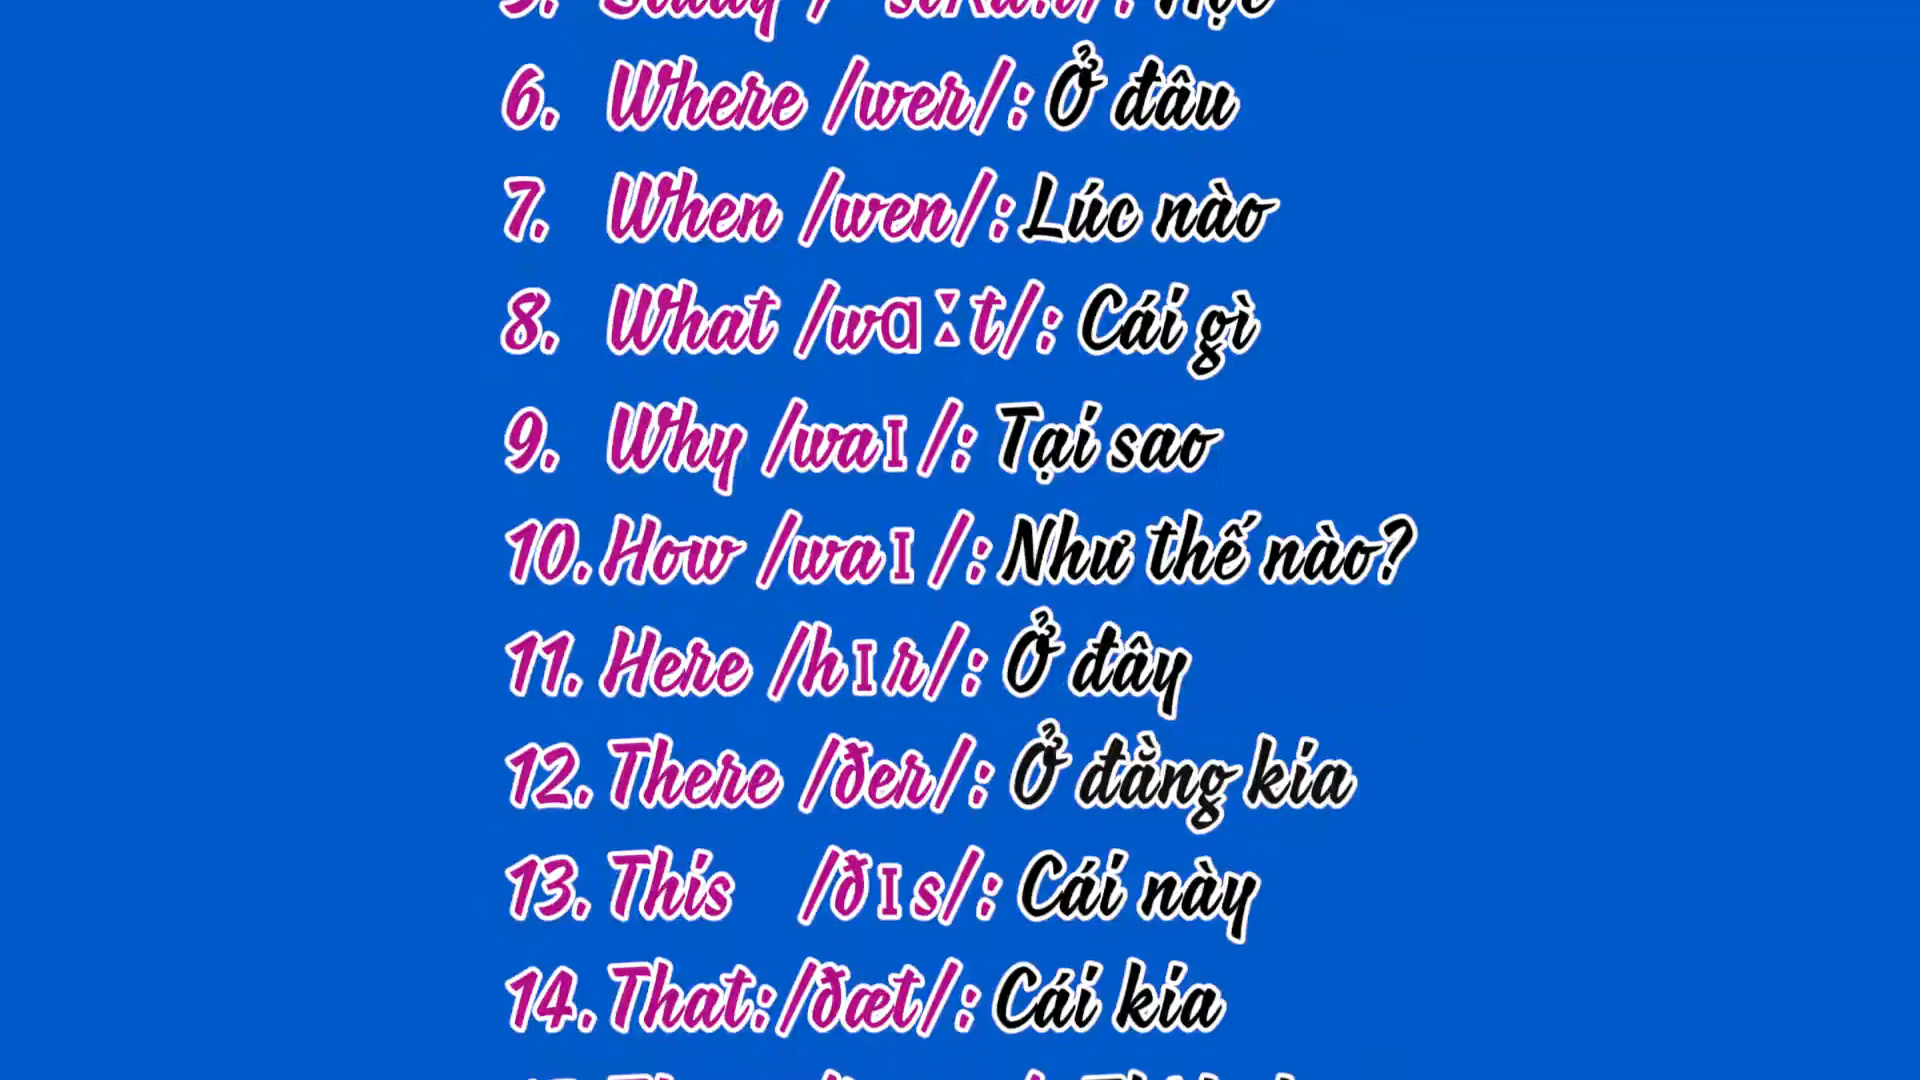 6. Where /wer/: Ở đâu
7. When /wen/: Lúc nào
8. What /wɑːt/: Cái gì
9. Why /waɪ/: Tại sao
10. How /waɪ/: Như thế nào?
11. Here /hɪr/: Ở đây
12. There /ðer/: Ở đằng kia
13. This /ðɪs/: Cái này
14. That:/ðæt/: Cái kia